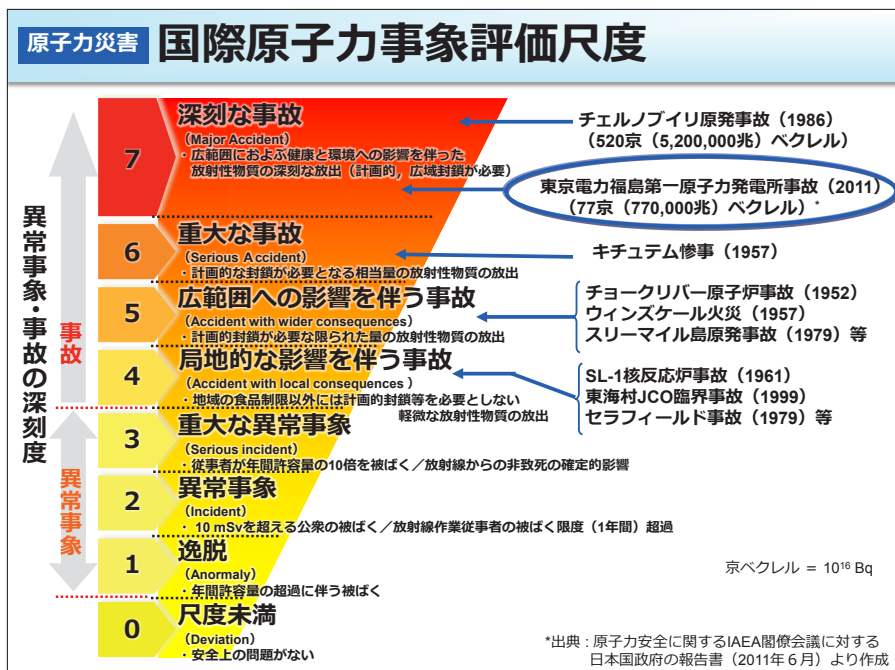 原子力災害 国際原子力事象評価尺度
異常事象・事故の深刻度
事故
異常事象
7
深刻な事故
(Major Accident)
・ 広範囲におよぶ健康と環境への影響を伴った
放射性物質の深刻な放出（計画的，広域封鎖が必要）
チェルノブイリ原発事故（1986）
（520京（5,200,000兆）ベクレル）
東京電力福島第一原子力発電所事故（2011）
(77京（770,000兆）ベクレル）*
6
重大な事故
(Serious Accident)
・計画的な封鎖が必要となる相当量の放射性物質の放出
キチュテム惨事（1957）
5
広範囲への影響を伴う事故
(Accident with wider consequences)
・計画的封鎖が必要な限られた量の放射性物質の放出
チョークリバー原子炉事故（1952）
ウィンズケール火災（1957）
スリーマイル島原発事故（1979）等
4
局地的な影響を伴う事故
(Accident with local consequences )
・地域の食品制限以外には計画的封鎖等を必要としない
軽微な放射性物質の放出
SL-1核反応炉事故（1961）
東海村JCO臨界事故（1999）
セラフィールド事故（1979）等
3
重大な異常事象
(Serious incident)
・従事者が年間許容量の10倍を被ばく／放射線からの非致死の確定的影響
2
異常事象
(Incident)
・ 10 mSvを超える公衆の被ばく／放射線作業従事者の被ばく限度（1年間）超過
1
逸脱
(Anormaly)
・年間許容量の超過に伴う被ばく
京ベクレル ＝ 10¹⁶ Bq
0
尺度未満
(Deviation)
・安全上の問題がない
*出典：原子力安全に関するIAEA閣僚会議に対する
日本国政府の報告書（2011年６月）より作成